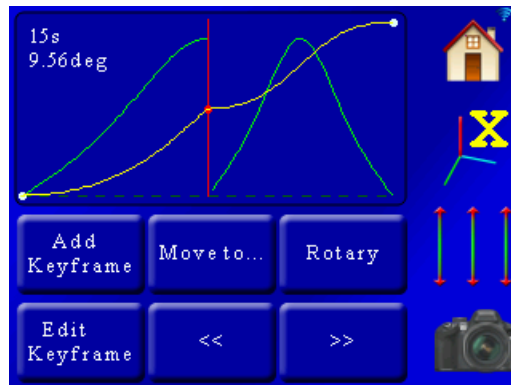 15s
9.56deg
X
Add
Keyframe
Move to...
Rotary
Edit
Keyframe
<<
>>